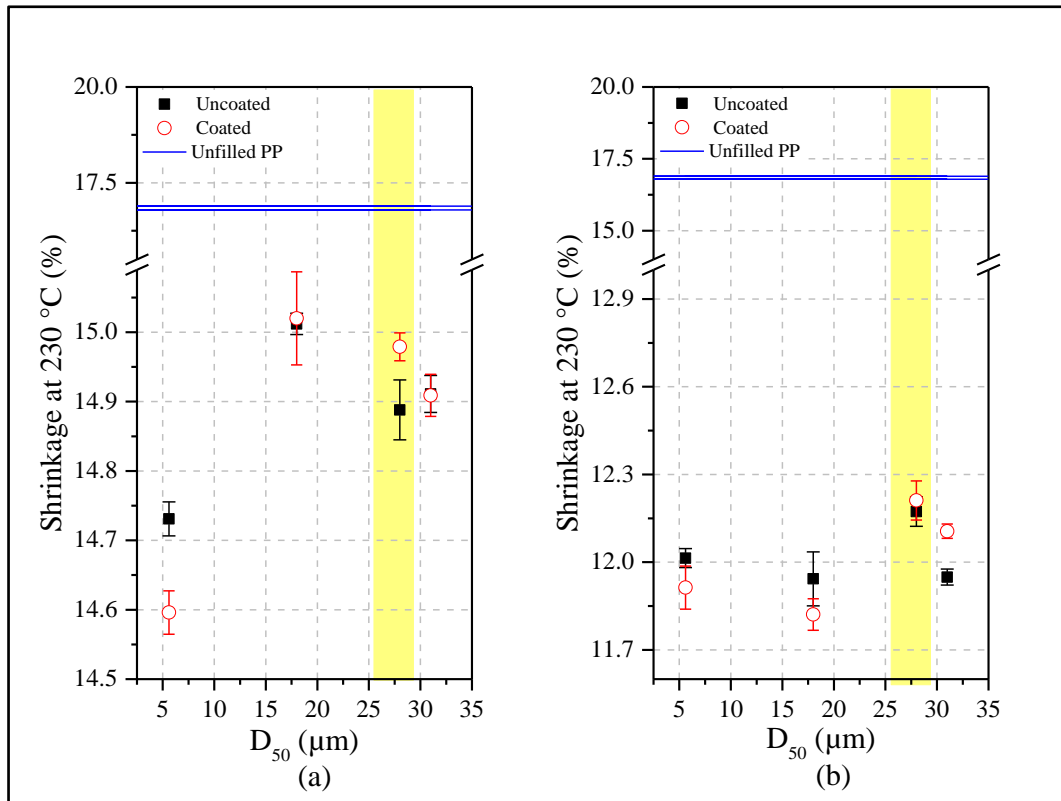 Shrinkage at 230 °C (%)
20.0
17.5
15.0
14.9
14.8
14.7
14.6
14.5
Uncoated
Coated
Unfilled PP
5 10 15 20 25 30 35
D50 (µm)
(a)
Shrinkage at 230 °C (%)
20.0
17.5
15.0
12.9
12.6
12.3
12.0
11.7
Uncoated
Coated
Unfilled PP
5 10 15 20 25 30 35
D50 (µm)
(b)